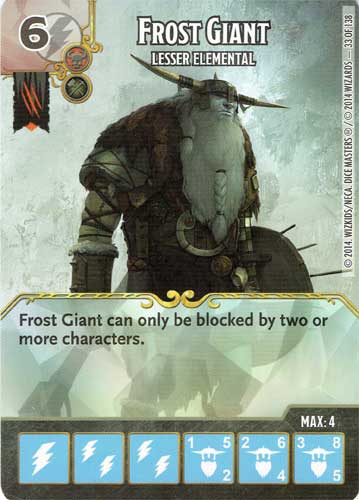 6
FROST GIANT
LESSER ELEMENTAL
© 2014 WIZKIDS/NECA. DICE MASTERS ® / © 2014 WIZARDS — 33 OF 138
Frost Giant can only be blocked by two or
more characters.
MAX: 4
1 5 2
2 6 4
3 8 5